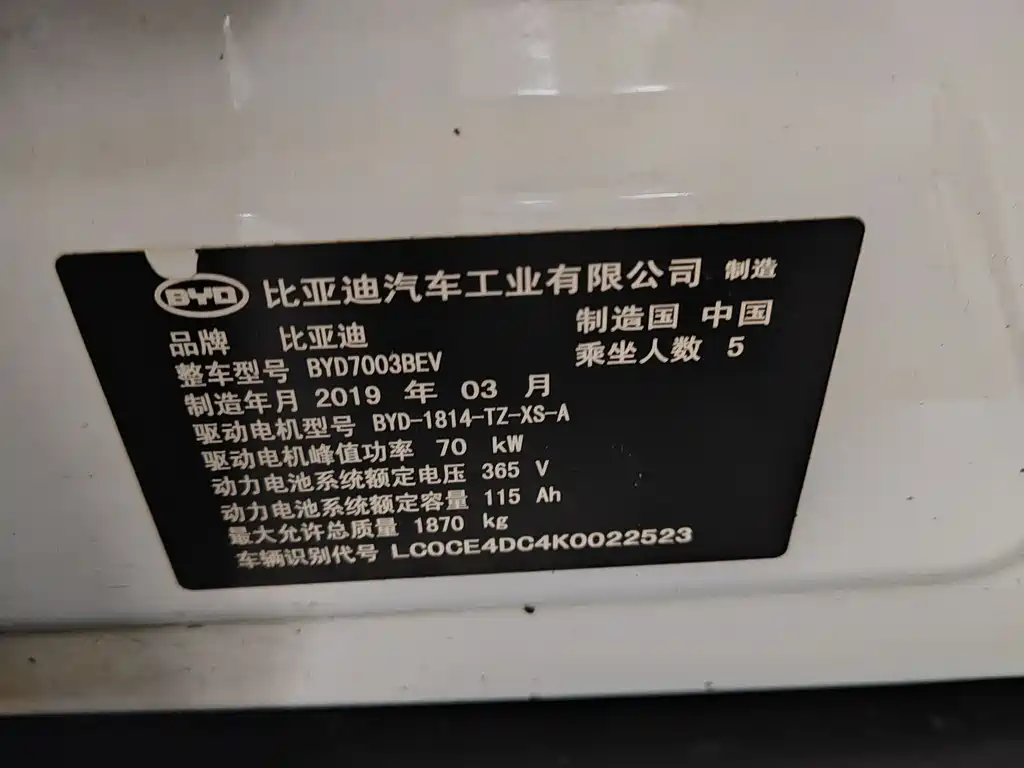 BYD 比亚迪汽车工业有限公司 制造
品牌 比亚迪 制造国 中国
整车型号 BYD7003BEV 乘坐人数 5
制造年月 2019 年 03 月
驱动电机型号 BYD-1814-TZ-XS-A
驱动电机峰值功率 70 kW
动力电池系统额定电压 365 V
动力电池系统额定容量 115 Ah
最大允许总质量 1870 kg
车辆识别代号 LC0CE4DC4K0022523